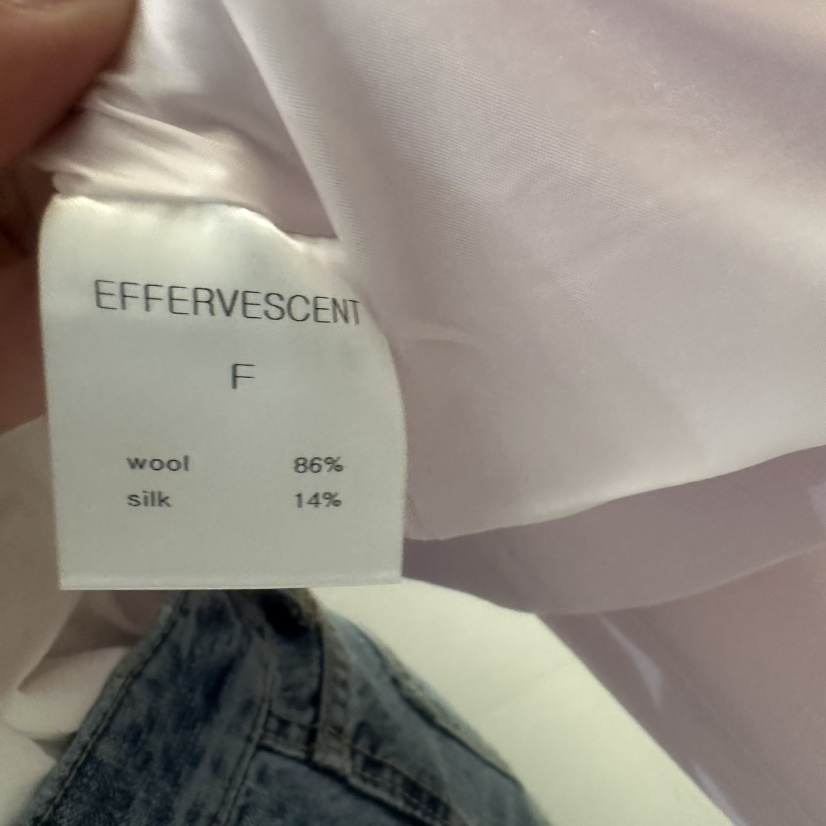 EFFERVESCENT
F
wool 86%
silk 14%